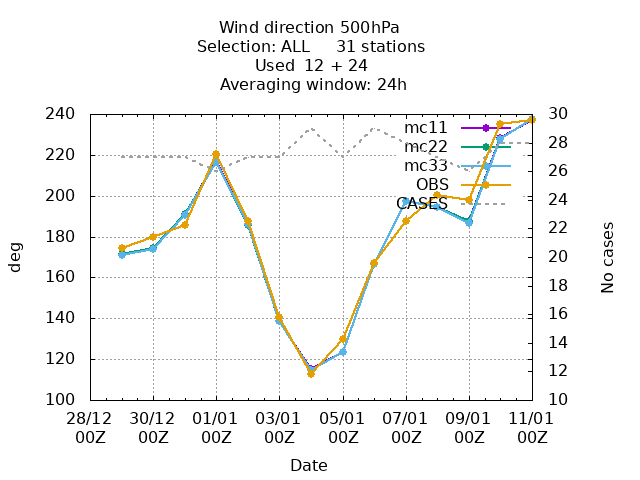 Wind direction 500hPa
Selection: ALL 31 stations
Used 12 + 24
Averaging window: 24h
deg
240
220
200
180
160
140
120
100
mc11
mc22
mc33
OBS
CASES
30
28
26
24
22
20
18
16
14
12
10
No cases
28/12 30/12 01/01 03/01 05/01 07/01 09/01 11/01
00Z 00Z 00Z 00Z 00Z 00Z 00Z 00Z
Date